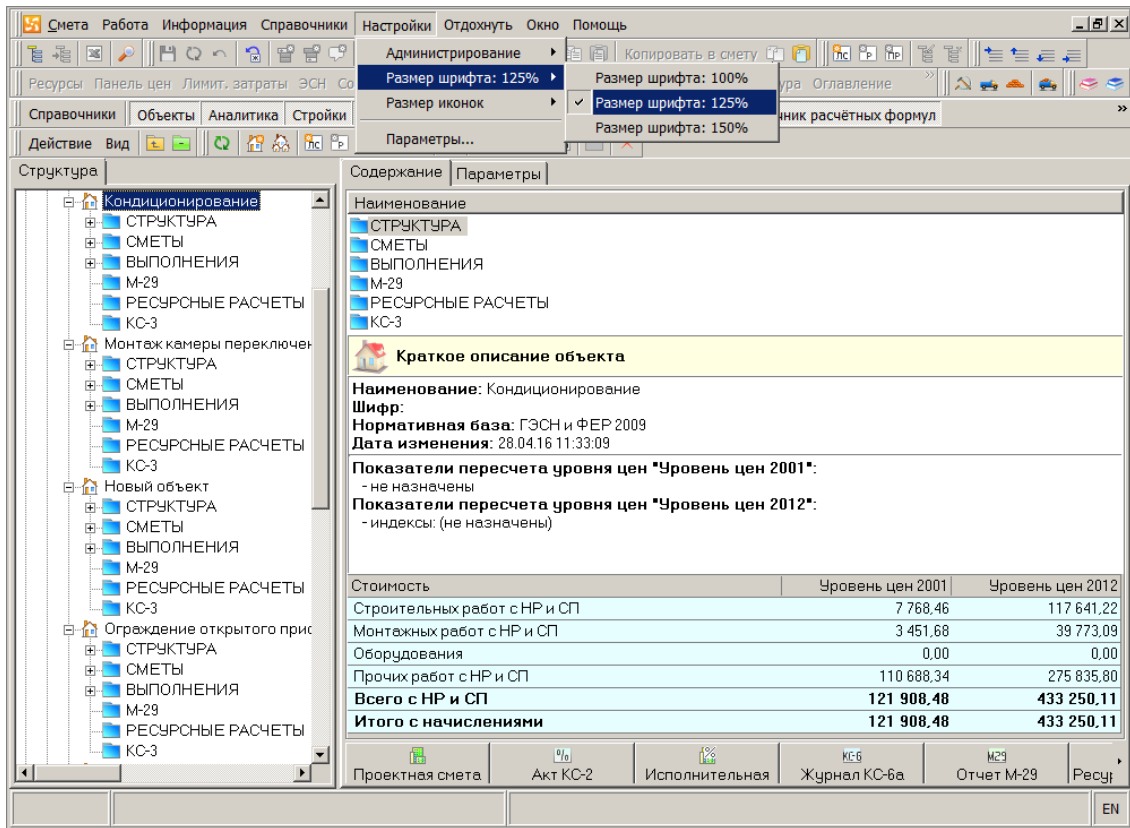 Смета Работа Информация Справочники Настройки Отдохнуть Окно Помощь
Администрирование
Копировать в смету
Ресурсы Панель цен Лимит. затраты ЭСН
Размер шрифта: 125%
Размер шрифта: 100%
Оглавление
Размер иконок
Размер шрифта: 125%
Справочники Объекты Аналитика Стройки
расчётных формул
Размер шрифта: 150%
Параметры...
Действие Вид
Структура
Содержание Параметры
Кондиционирование
СТРУКТУРА
СМЕТЫ
ВЫПОЛНЕНИЯ
М-29
РЕСУРСНЫЕ РАСЧЕТЫ
КС-3
Монтаж камеры переключен
СТРУКТУРА
СМЕТЫ
ВЫПОЛНЕНИЯ
М-29
РЕСУРСНЫЕ РАСЧЕТЫ
КС-3
Новый объект
СТРУКТУРА
СМЕТЫ
ВЫПОЛНЕНИЯ
М-29
РЕСУРСНЫЕ РАСЧЕТЫ
КС-3
Ограждение открытого прис
СТРУКТУРА
СМЕТЫ
ВЫПОЛНЕНИЯ
М-29
РЕСУРСНЫЕ РАСЧЕТЫ
КС-3
Наименование
СТРУКТУРА
СМЕТЫ
ВЫПОЛНЕНИЯ
М-29
РЕСУРСНЫЕ РАСЧЕТЫ
КС-3
Краткое описание объекта
Наименование: Кондиционирование
Шифр:
Нормативная база: ГЭСН и ФЕР 2009
Дата изменения: 28.04.16 11:33:09
Показатели пересчета уровня цен "Уровень цен 2001":
- не назначены
Показатели пересчета уровня цен "Уровень цен 2012":
- индексы: (не назначены)
Стоимость Уровень цен 2001 Уровень цен 2012
Строительных работ с НР и СП 7 768,46 117 641,22
Монтажных работ с НР и СП 3 451,68 39 773,09
Оборудования 0,00 0,00
Прочих работ с НР и СП 110 688,34 275 835,80
Всего с НР и СП 121 908,48 433 250,11
Итого с начислениями 121 908,48 433 250,11
Проектная смета Акт КС-2 Исполнительная Журнал КС-6а Отчет М-29 Ресур
EN